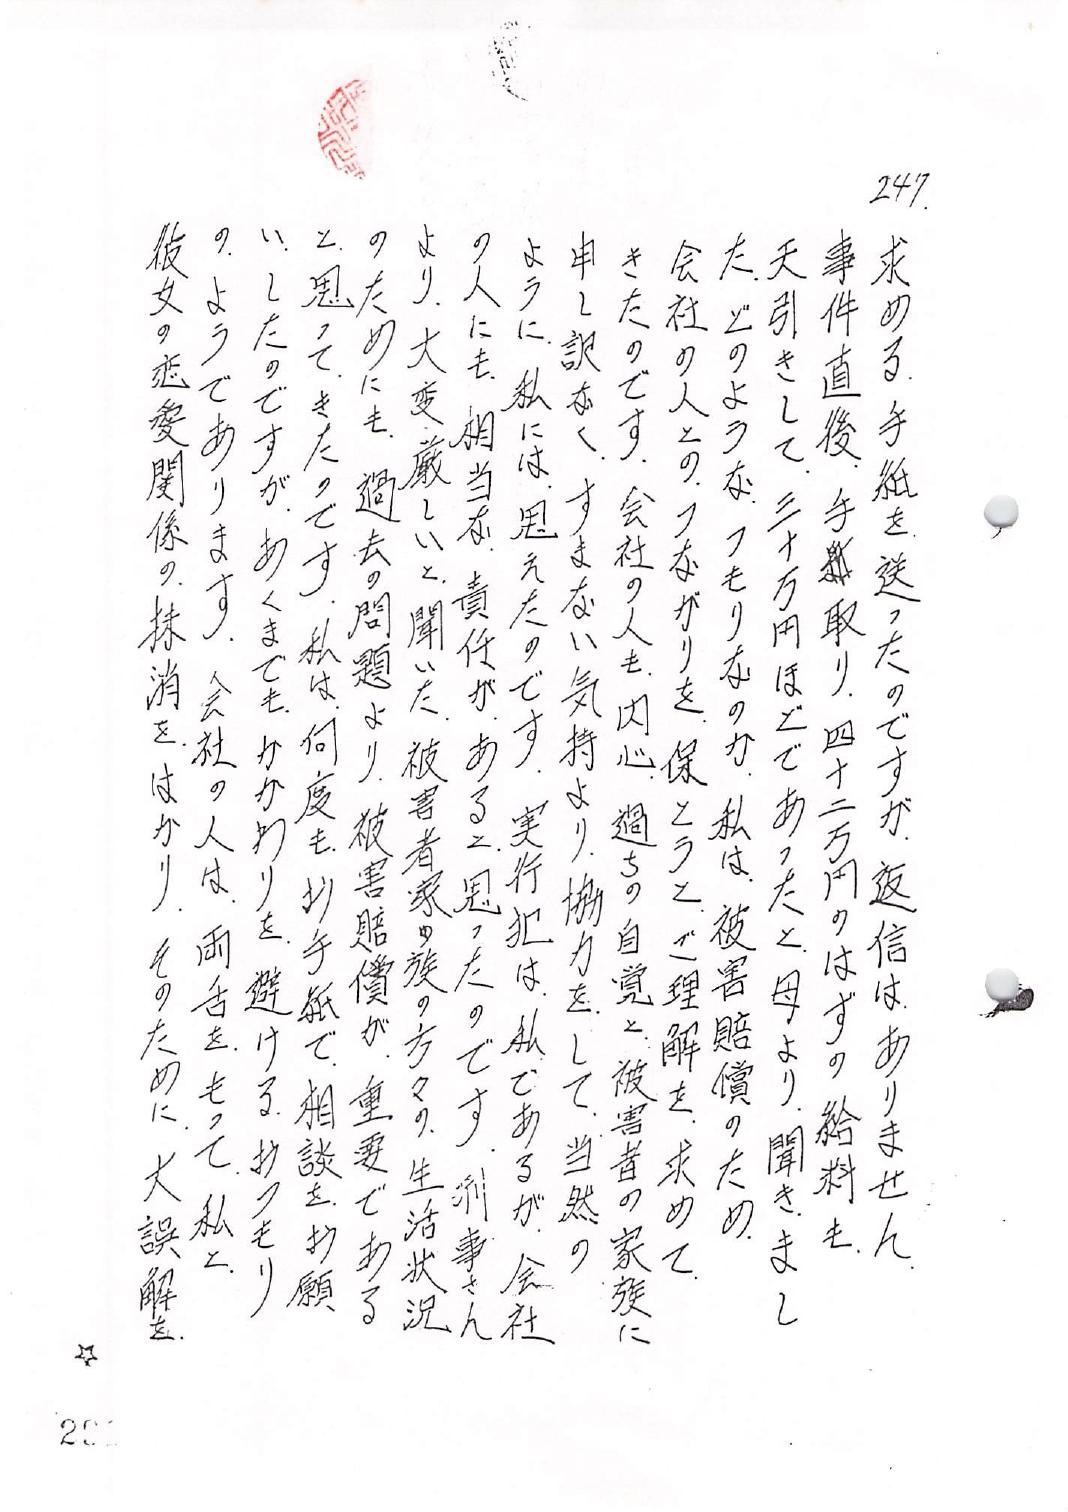 247.
求める、手紙を、送ったのですが、返信は、ありません、
事件直後、手取り、四十二万円のはずの、給料も、
天引きして、三十万円ほどであったと、母より、聞きまし
た、どのような、つもりなのか、私は、被害賠償のため、
会社の人との、つながりを、保とうと、ご理解を、求めて、
きたのです、会社の人も、内心、過ちの自覚と、被害者の家族に
申し訳なく、すまない気持より、協力をして、当然の
ように、私には、思えたのです、実行犯は、私であるが、会社
の人にも、相当な、責任が、あると、思ったのです、刑事さん
より、大変、厳しいと、聞いた、被害者家族の方々の、生活状況
のためにも、過去の問題より、被害賠償が、重要である
と、思って、きたのです、私は、何度も、お手紙で、相談を、お願
い、したのですが、あくまでも、かかわりを、避ける、おつもり
の、ようであります、会社の人は、両舌を、もって、私と、
彼女の恋愛関係の、抹消を、はかり、そのために、大誤解を、
☆